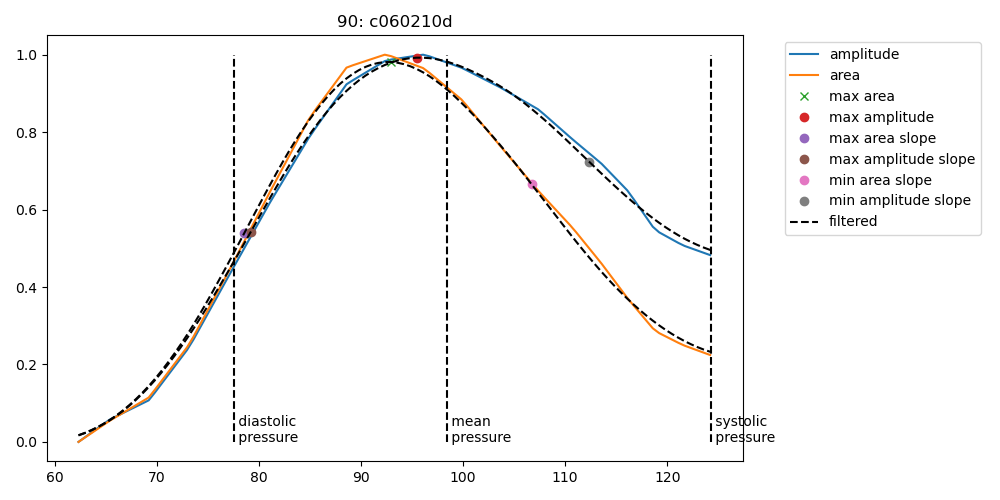 90: c060210d
1.0
0.8
0.6
0.4
0.2
0.0
60 70 80 90 100 110 120
diastolic
pressure
mean
pressure
systolic
pressure
amplitude
area
max area
max amplitude
max area slope
max amplitude slope
min area slope
min amplitude slope
filtered